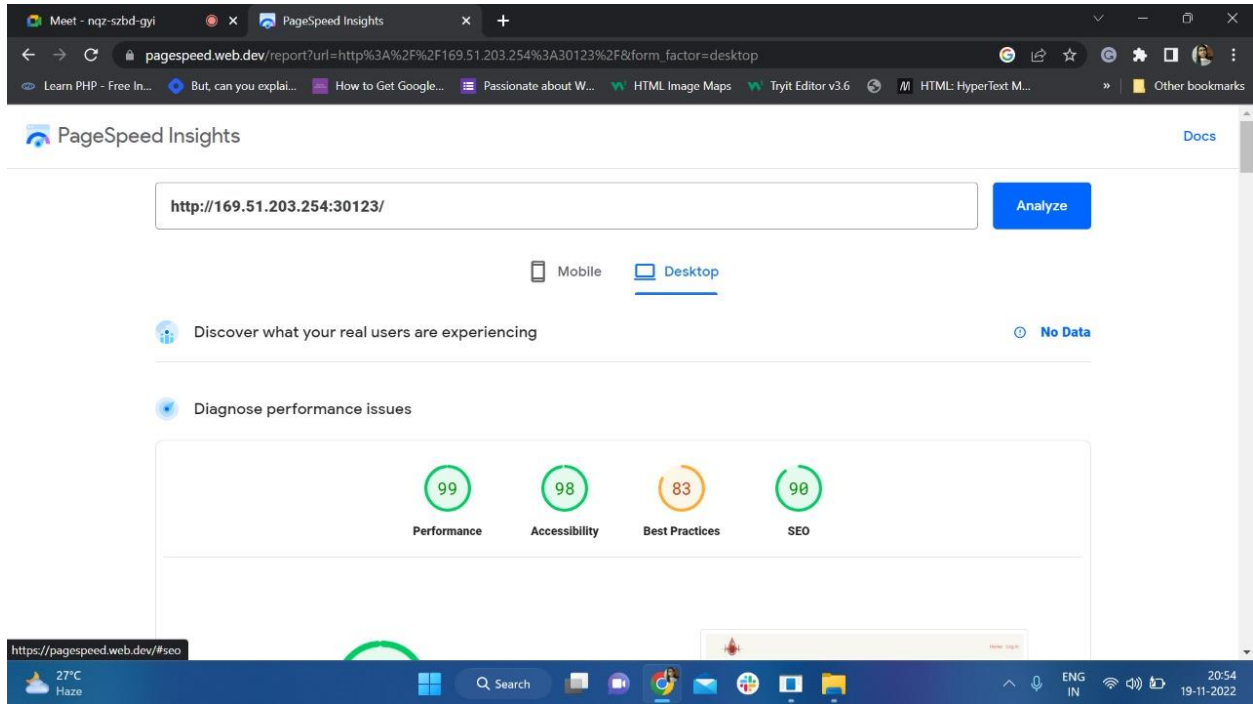 Meet - nqz-szbd-gyi
PageSpeed Insights
pagespeed.web.dev/report?url=http%3A%2F%2F169.51.203.254%3A30123%2F&form_factor=desktop
Learn PHP - Free In...
But, can you explai...
How to Get Google...
Passionate about W...
HTML Image Maps
Tryit Editor v3.6
HTML: HyperText M...
»
Other bookmarks
PageSpeed Insights
Docs
http://169.51.203.254:30123/
Analyze
Mobile
Desktop
Discover what your real users are experiencing
No Data
Diagnose performance issues
99
98
83
90
Performance
Accessibility
Best Practices
SEO
Home Log in
https://pagespeed.web.dev/#seo
27°C
Haze
Search
ENG
IN
20:54
19-11-2022